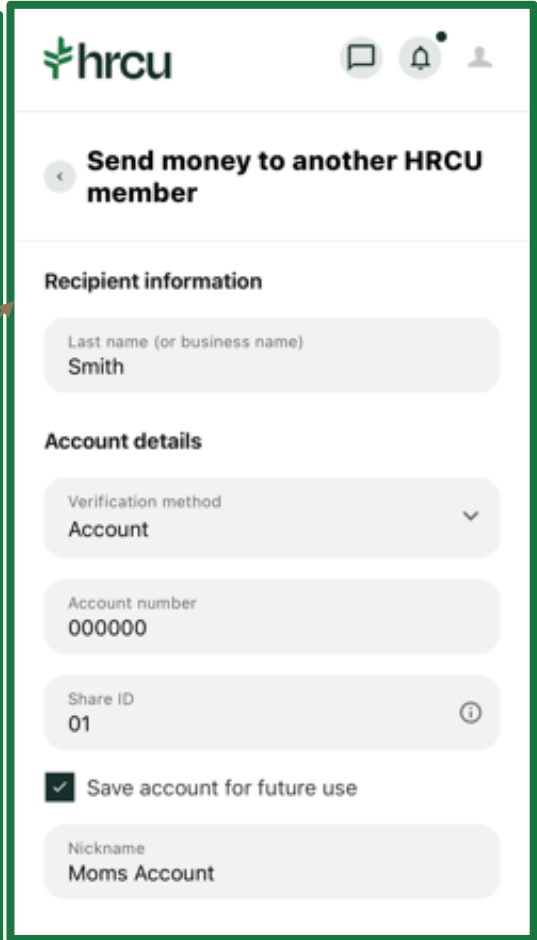 hrcu
Send money to another HRCU
member
Recipient information
Last name (or business name)
Smith
Account details
Verification method
Account
Account number
000000
Share ID
01
Save account for future use
Nickname
Moms Account